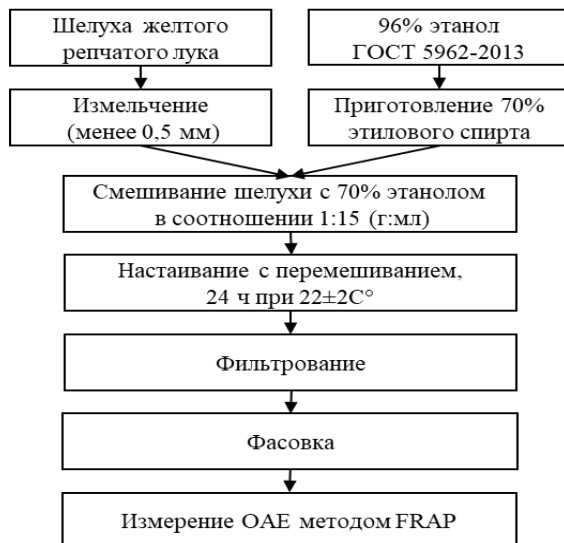 Шелуха желтого
репчатого лука
96% этанол
ГОСТ 5962-2013
Измельчение
(менее 0,5 мм)
Приготовление 70%
этилового спирта
Смешивание шелухи с 70% этанолом
в соотношении 1:15 (г:мл)
Настаивание с перемешиванием,
24 ч при 22±2С°
Фильтрование
Фасовка
Измерение ОАЕ методом FRAP